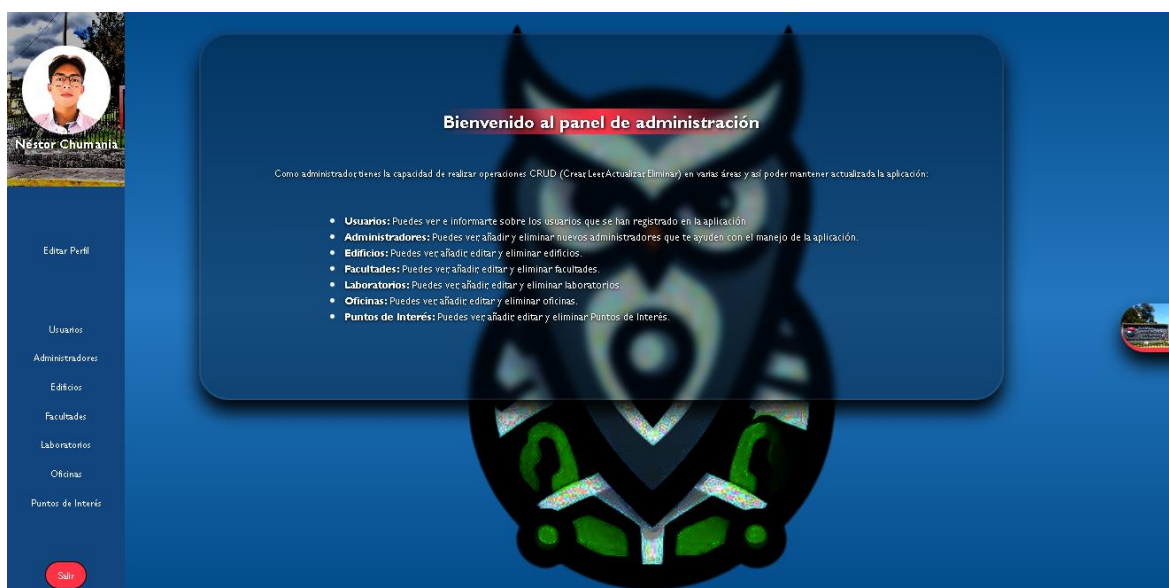 Néstor Chumania
Editar Perfil
Usuarios
Administradores
Edificios
Facultades
Laboratorios
Oficinas
Puntos de Interés
Salir
Bienvenido al panel de administración
Como administrador, tienes la capacidad de realizar operaciones CRUD (Crear, Leer, Actualizar, Eliminar) en varias áreas y así poder mantener actualizada la aplicación:
• Usuarios: Puedes ver e informarte sobre los usuarios que se han registrado en la aplicación
• Administradores: Puedes ver, añadir y eliminar nuevos administradores que te ayuden con el manejo de la aplicación.
• Edificios: Puedes ver, añadir, editar y eliminar edificios.
• Facultades: Puedes ver, añadir, editar y eliminar facultades.
• Laboratorios: Puedes ver, añadir, editar y eliminar laboratorios.
• Oficinas: Puedes ver, añadir, editar y eliminar oficinas.
• Puntos de Interés: Puedes ver, añadir, editar y eliminar Puntos de Interés.